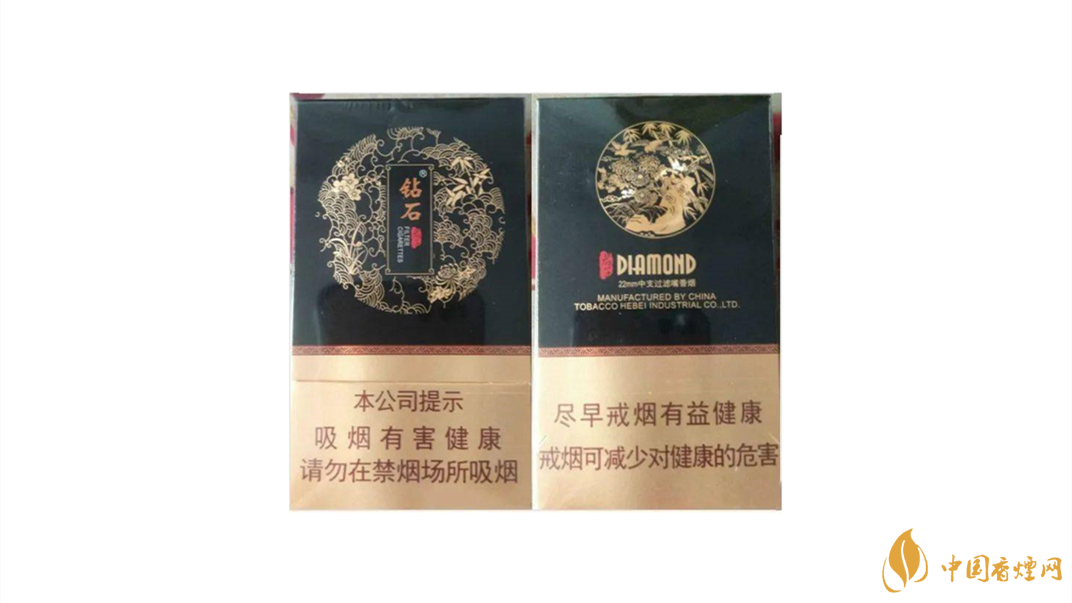 钻石®
FILTER
CIGARETTES
本公司提示
吸烟有害健康
请勿在禁烟场所吸烟
DIAMOND
22mm中支过滤嘴香烟
MANUFACTURED BY CHINA
TOBACCO HEBEI INDUSTRIAL CO.,LTD.
尽早戒烟有益健康
戒烟可减少对健康的危害
中国香煙网